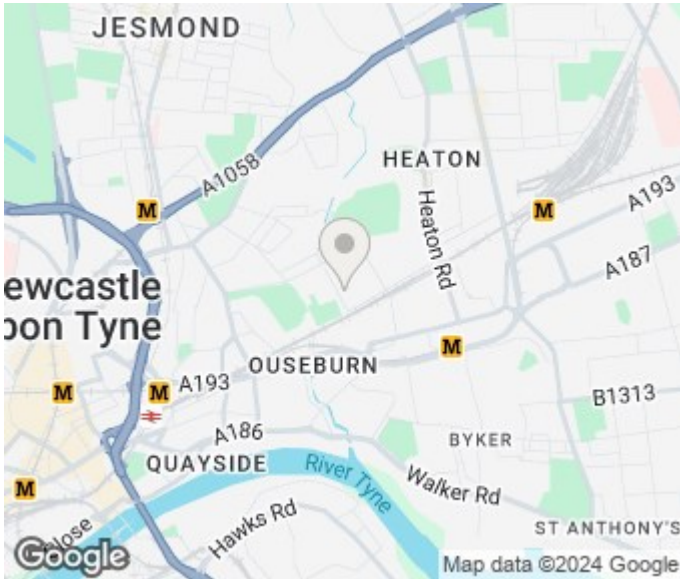 JESMOND
A1058
HEATON
M
M
A193
Heaton Rd
A187
ewcastle
pon Tyne
OUSEBURN
M
M
M
A193
B1313
A186
BYKER
QUAYSIDE
River Tyne
Walker Rd
M
Hawks Rd
Close
ST ANTHONY'S
Google
Map data ©2024 Google